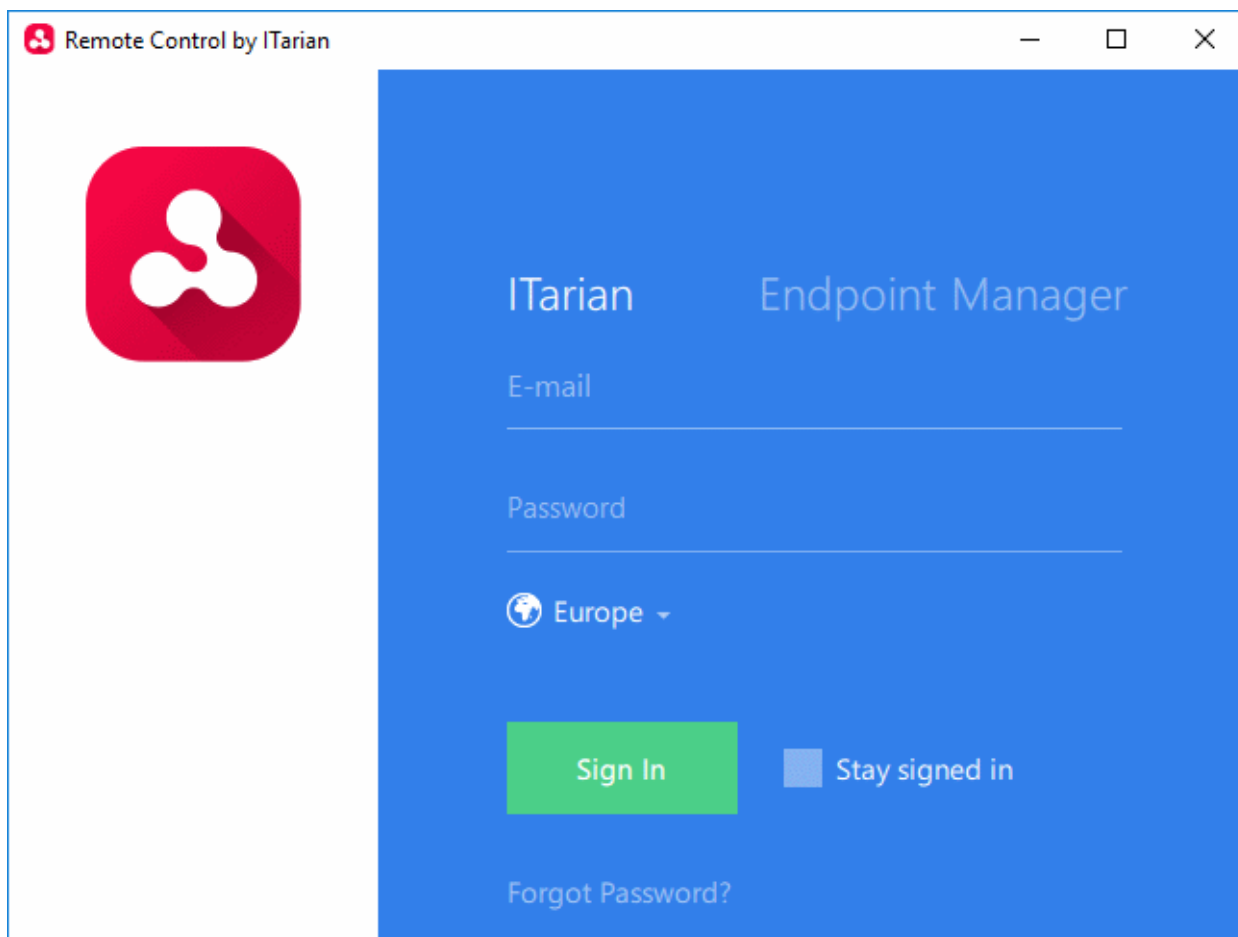 Remote Control by ITarian
ITarian Endpoint Manager
E-mail
Password
Europe
Sign In Stay signed in
Forgot Password?